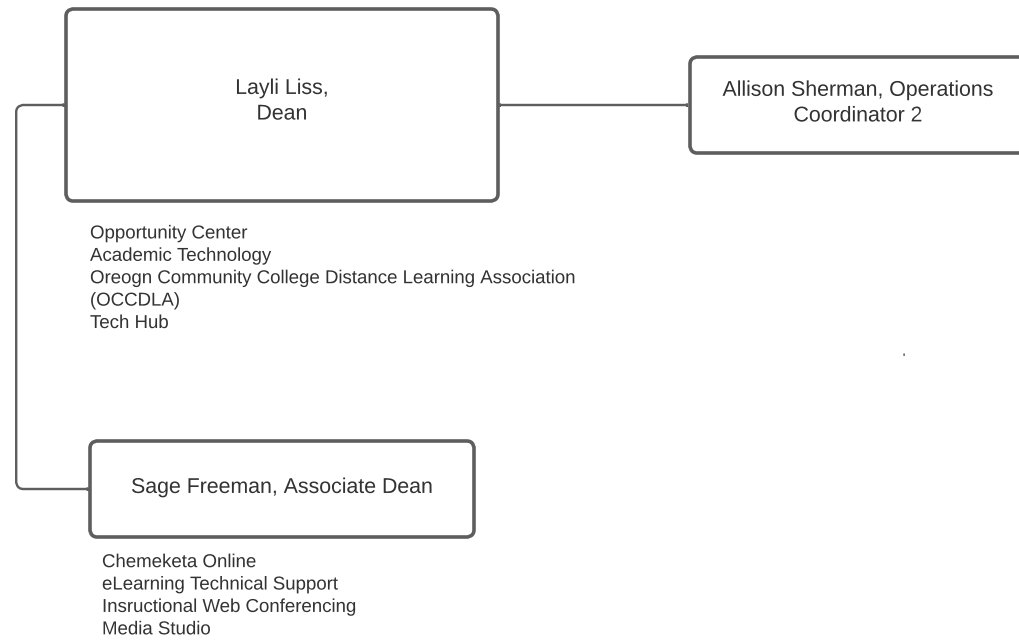 Layli Liss,
Dean
Allison Sherman, Operations
Coordinator 2
Opportunity Center
Academic Technology
Oreogn Community College Distance Learning Association
(OCCDLA)
Tech Hub
Sage Freeman, Associate Dean
Chemeketa Online
eLearning Technical Support
Insructional Web Conferencing
Media Studio